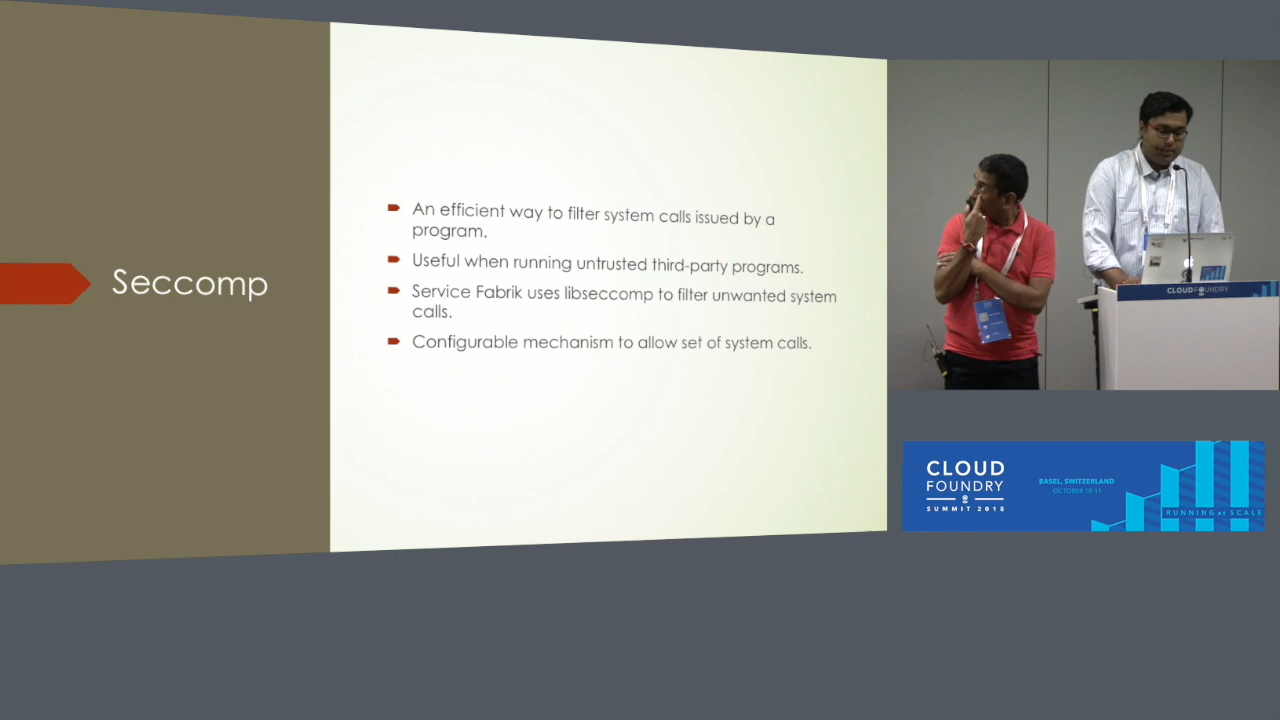 Seccomp
An efficient way to filter system calls issued by a
program.
Useful when running untrusted third-party programs.
Service Fabrik uses libseccomp to filter unwanted system
calls.
Configurable mechanism to allow set of system calls.
CLOUD FOUNDRY
CLOUD
FOUNDRY
SUMMIT 2018
BASEL, SWITZERLAND
OCTOBER 10-11
RUNNING AT SCALE